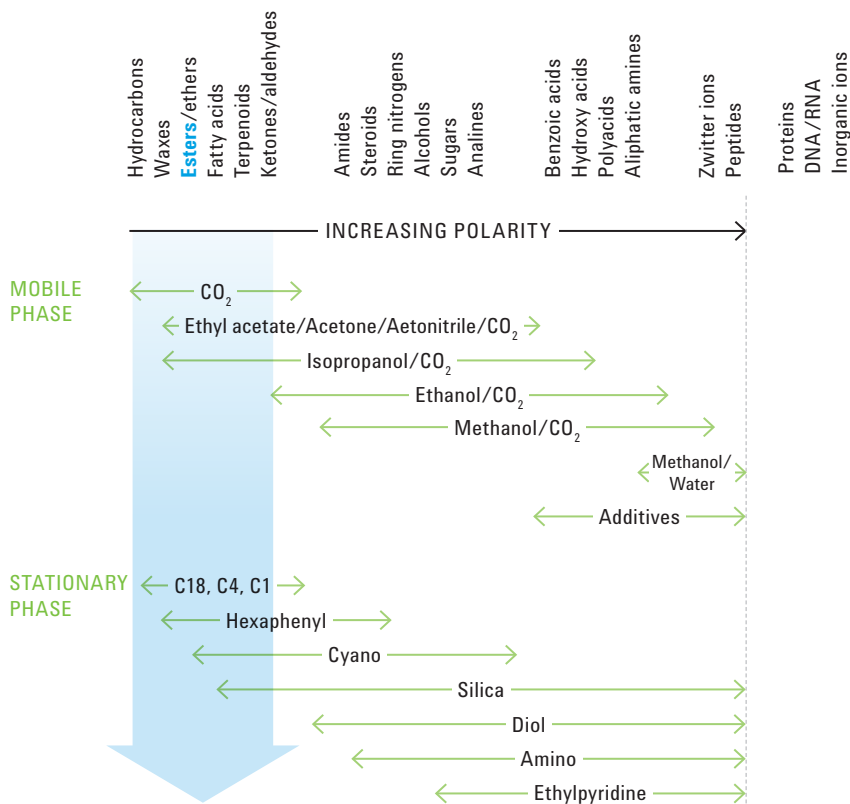 Hydrocarbons
Waxes
Esters/ethers
Fatty acids
Terpenoids
Ketones/aldehydes
Amides
Steroids
Ring nitrogens
Alcohols
Sugars
Analines
Benzoic acids
Hydroxy acids
Polyacids
Aliphatic amines
Zwitter ions
Peptides
Proteins
DNA/RNA
Inorganic ions
INCREASING POLARITY
MOBILE
PHASE
CO₂
Ethyl acetate/Acetone/Aetonitrile/CO₂
Isopropanol/CO₂
Ethanol/CO₂
Methanol/CO₂
Methanol/
Water
Additives
STATIONARY
PHASE
C18, C4, C1
Hexaphenyl
Cyano
Silica
Diol
Amino
Ethylpyridine